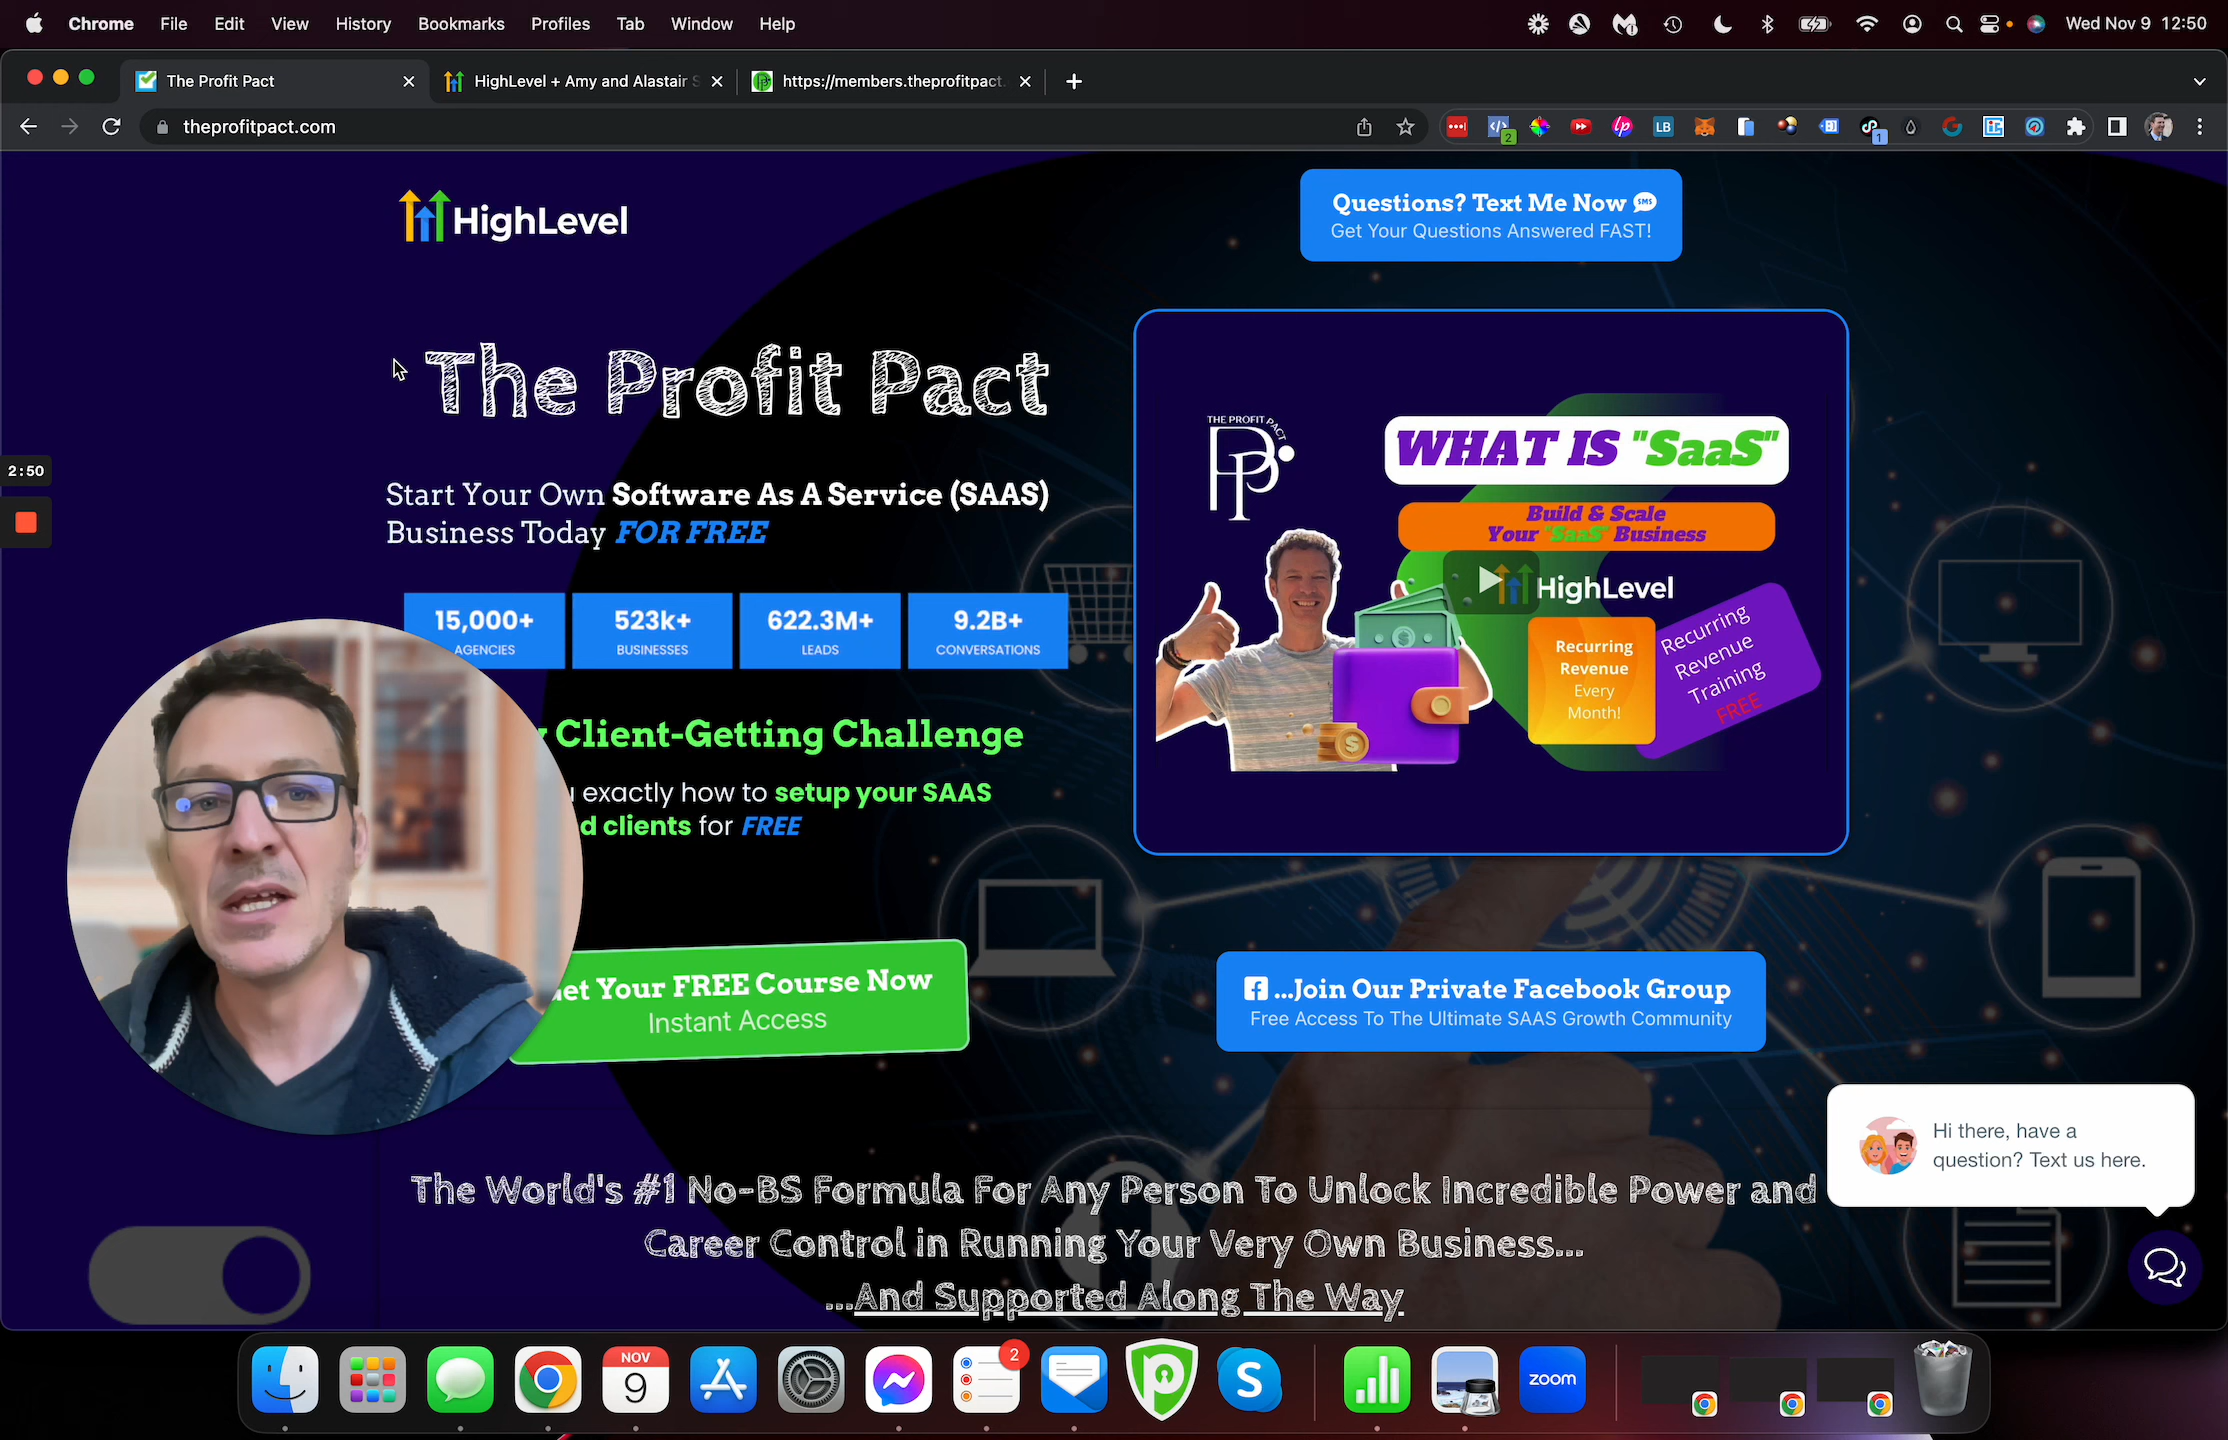 Chrome File Edit View History Bookmarks Profiles Tab Window Help
Wed Nov 9 12:50
The Profit Pact
HighLevel + Amy and Alastair
https://members.theprofitpact.
theprofitpact.com
LB
2
1
HighLevel
Questions? Text Me Now SMS
Get Your Questions Answered FAST!
The Profit Pact
Start Your Own Software As A Service (SAAS)
Business Today FOR FREE
15,000+
AGENCIES
523k+
BUSINESSES
622.3M+
LEADS
9.2B+
CONVERSATIONS
Client-Getting Challenge
exactly how to setup your SAAS
clients for FREE
Your FREE Course Now
Instant Access
2:50
THE PROFIT PACT
WHAT IS "SaaS"
Build & Scale
Your "SaaS" Business
HighLevel
Recurring
Revenue
Every
Month!
Recurring
Revenue
Training
FREE
...Join Our Private Facebook Group
Free Access To The Ultimate SAAS Growth Community
Hi there, have a
question? Text us here.
The World's #1 No-BS Formula For Any Person To Unlock Incredible Power and
Career Control in Running Your Very Own Business...
...And Supported Along The Way
NOV
9
2
zoom